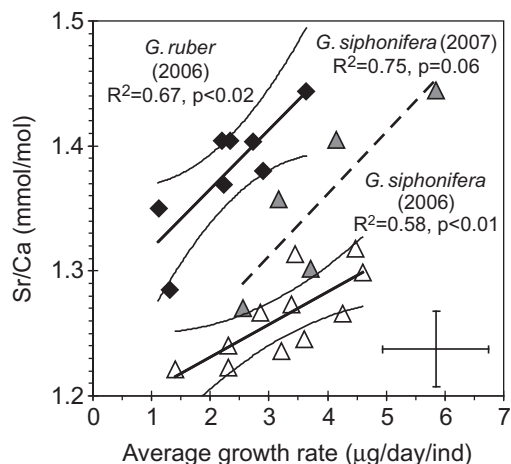 G. ruber
(2006)
R²=0.67, p<0.02
G. siphonifera (2007)
R²=0.75, p=0.06
G. siphonifera
(2006)
R²=0.58, p<0.01
Sr/Ca (mmol/mol)
1.5
1.4
1.3
1.2
0 1 2 3 4 5 6 7
Average growth rate (µg/day/ind)